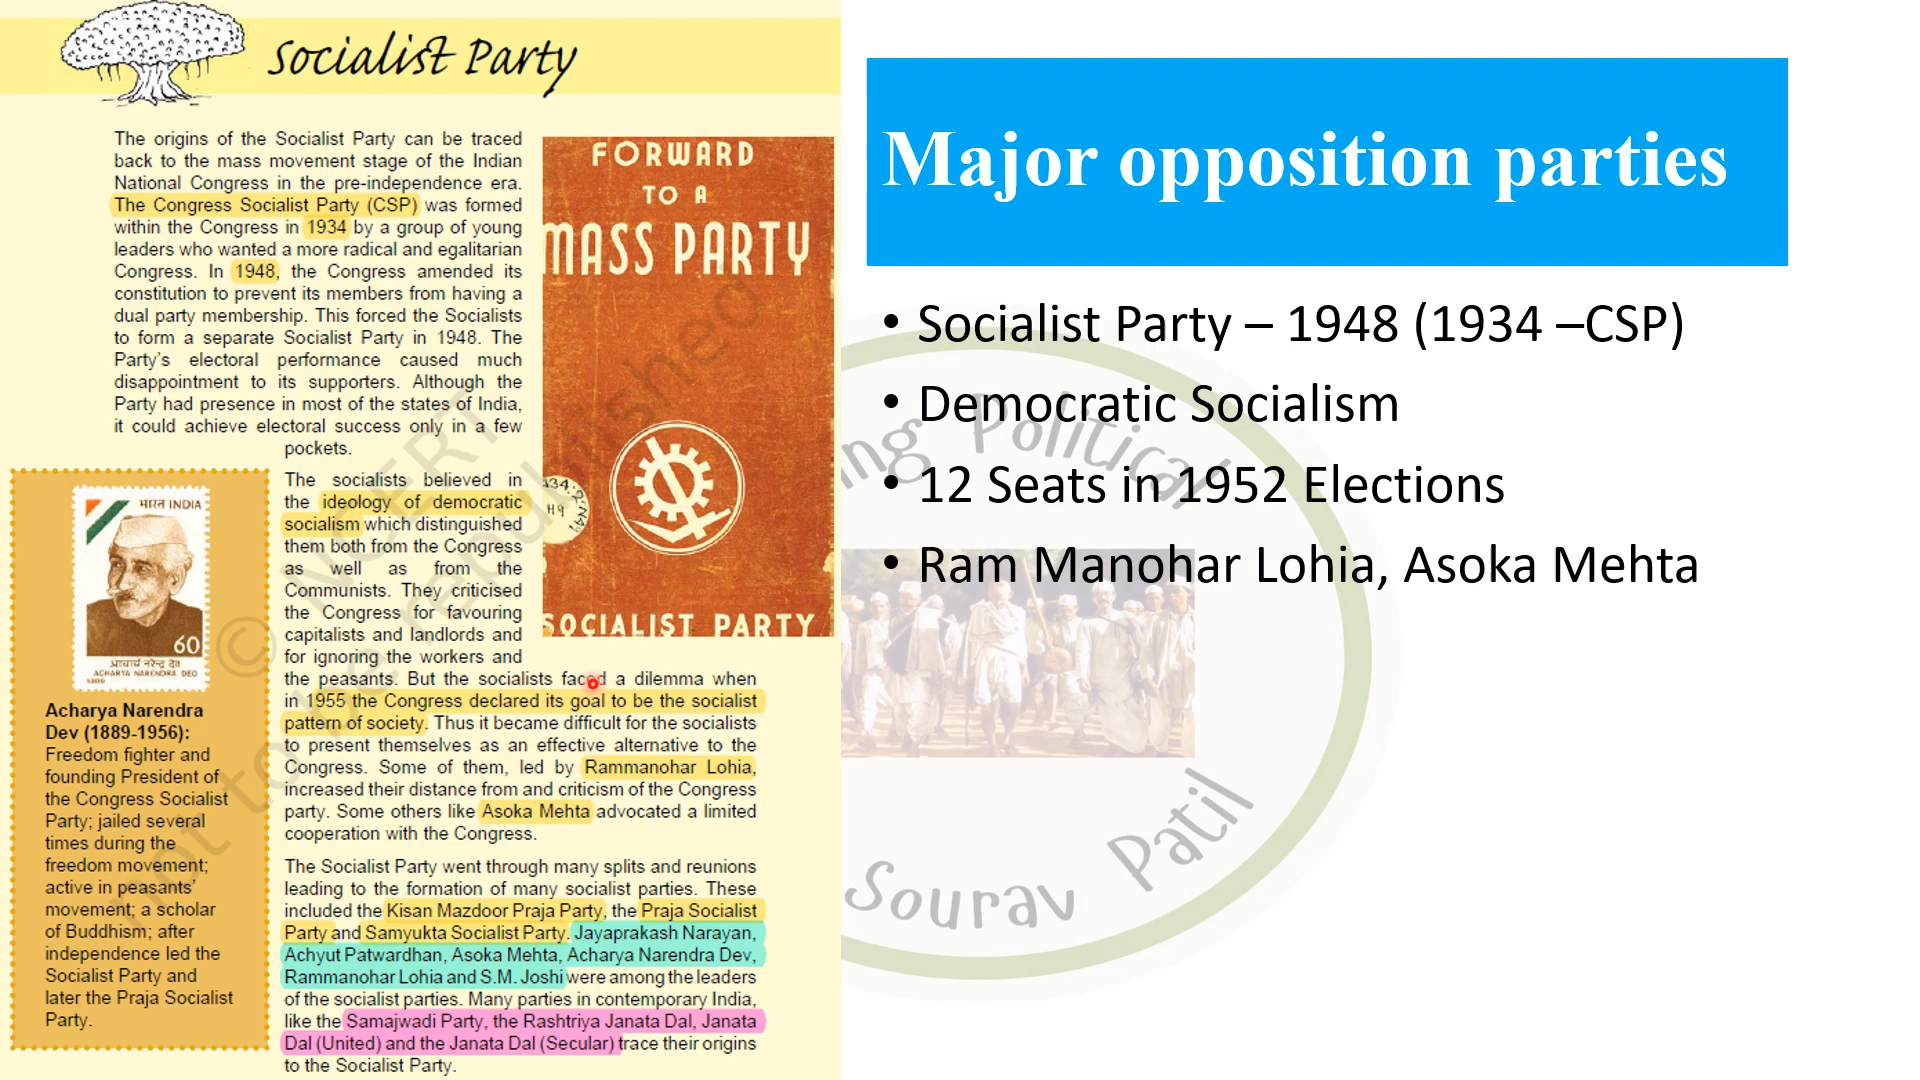 Socialist Party
The origins of the Socialist Party can be traced
back to the mass movement stage of the Indian
National Congress in the pre-independence era.
The Congress Socialist Party (CSP) was formed
within the Congress in 1934 by a group of young
leaders who wanted a more radical and egalitarian
Congress. In 1948, the Congress amended its
constitution to prevent its members from having a
dual party membership. This forced the Socialists
to form a separate Socialist Party in 1948. The
Party's electoral performance caused much
disappointment to its supporters. Although the
Party had presence in most of the states of India,
it could achieve electoral success only in a few
pockets.
The socialists believed in
the ideology of democratic
socialism which distinguished
them both from the Congress
as well as from the
Communists. They criticised
the Congress for favouring
capitalists and landlords and
for ignoring the workers and
the peasants. But the socialists faced a dilemma when
in 1955 the Congress declared its goal to be the socialist
pattern of society. Thus it became difficult for the socialists
to present themselves as an effective alternative to the
Congress. Some of them, led by Rammanohar Lohia,
increased their distance from and criticism of the Congress
party. Some others like Asoka Mehta advocated a limited
cooperation with the Congress.
The Socialist Party went through many splits and reunions
leading to the formation of many socialist parties. These
included the Kisan Mazdoor Praja Party, the Praja Socialist
Party and Samyukta Socialist Party. Jayaprakash Narayan,
Achyut Patwardhan, Asoka Mehta, Acharya Narendra Dev,
Rammanohar Lohia and S.M. Joshi were among the leaders
of the socialist parties. Many parties in contemporary India,
like the Samajwadi Party, the Rashtriya Janata Dal, Janata
Dal (United) and the Janata Dal (Secular) trace their origins
to the Socialist Party.
FORWARD
TO A
MASS PARTY
SOCIALIST PARTY
भारत INDIA
60
आचार्य नरेन्द्र देव
ACHARYA NARENDRA DEO
Acharya Narendra
Dev (1889-1956):
Freedom fighter and
founding President of
the Congress Socialist
Party; jailed several
times during the
freedom movement;
active in peasants'
movement; a scholar
of Buddhism; after
independence led the
Socialist Party and
later the Praja Socialist
Party.
© NCERT
not to be republished
Major opposition parties
• Socialist Party – 1948 (1934 –CSP)
• Democratic Socialism
• 12 Seats in 1952 Elections
• Ram Manohar Lohia, Asoka Mehta
ing Political
Sourav Patil